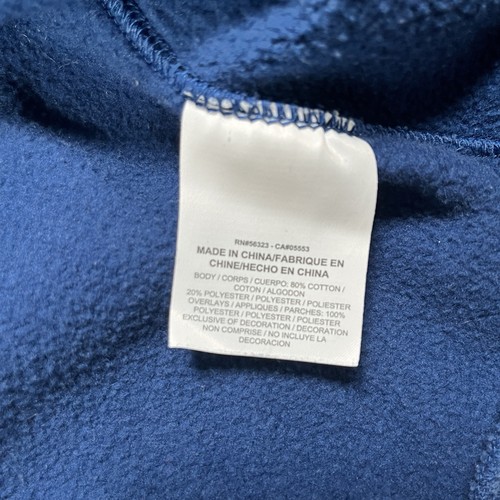 RN#56323 - CA#05553
MADE IN CHINA/FABRIQUE EN
CHINE/HECHO EN CHINA
BODY / CORPS / CUERPO: 80% COTTON /
COTON / ALGODON
20% POLYESTER / POLYESTER / POLIESTER
OVERLAYS / APPLIQUES / PARCHES: 100%
POLYESTER / POLYESTER / POLIESTER
EXCLUSIVE OF DECORATION / DECORATION
NON COMPRISE / NO INCLUYE LA
DECORACION